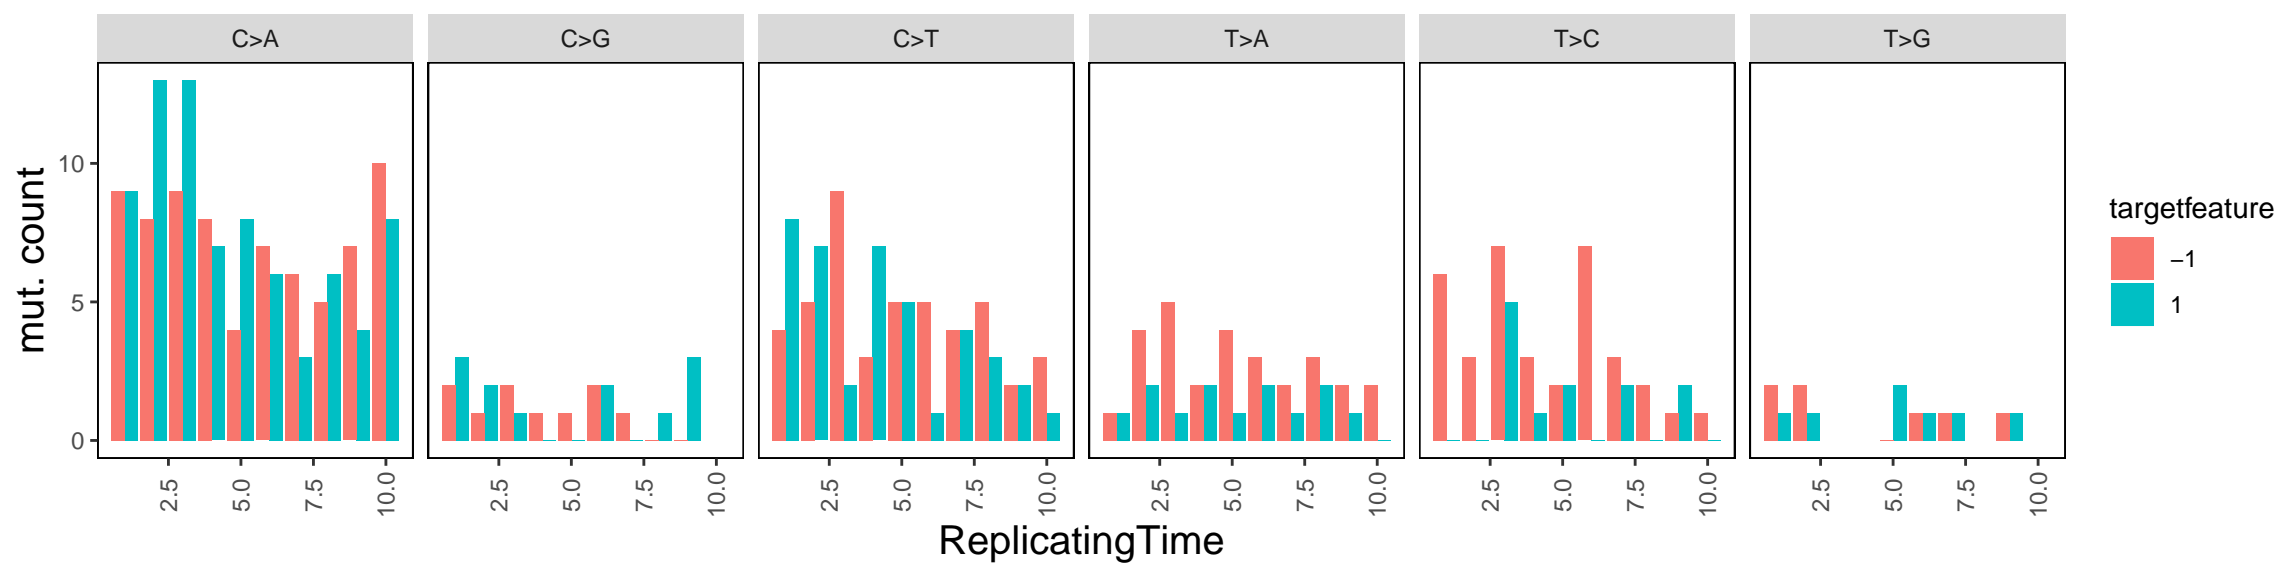 C>A C>G C>T T>A T>C T>G
mut. count
10
5
0
2.5 5.0 7.5 10.0 2.5 5.0 7.5 10.0 2.5 5.0 7.5 10.0 2.5 5.0 7.5 10.0 2.5 5.0 7.5 10.0 2.5 5.0 7.5 10.0
ReplicatingTime
targetfeature
−1
1